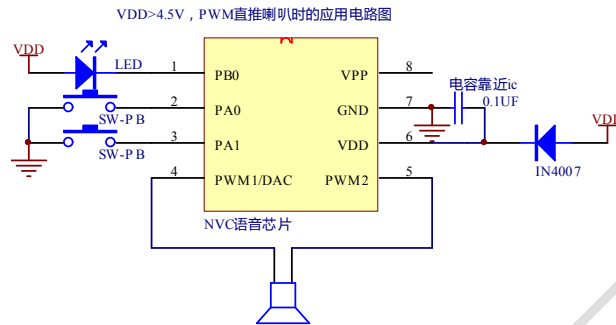 VDD>4.5V，PWM直推喇叭时的应用电路图
VDD
LED
1
PB0
VPP
8
电容靠近ic
0.1UF
2
PA0
GND
7
SW-PB
VDD
3
PA1
VDD
6
SW-PB
IN4007
4
PWM1/DAC
PWM2
5
NVC语音芯片